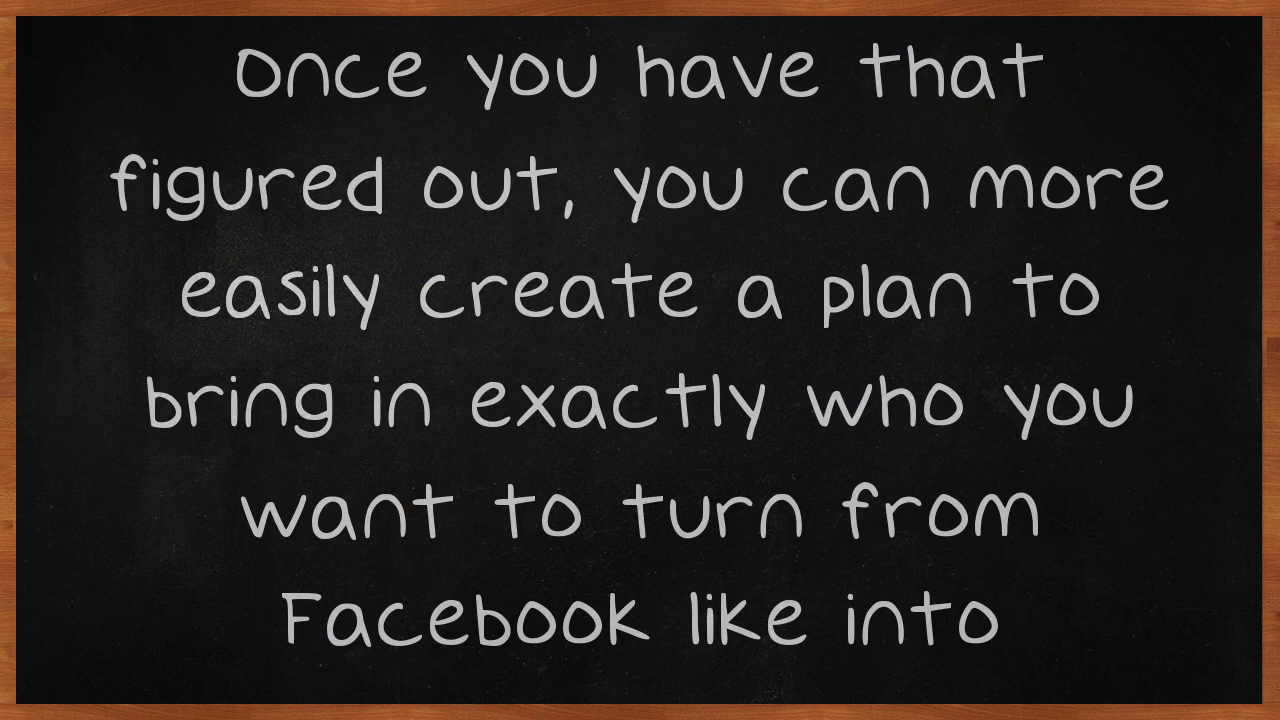 Once you have that
figured out, you can more
easily create a plan to
bring in exactly who you
want to turn from
Facebook like into